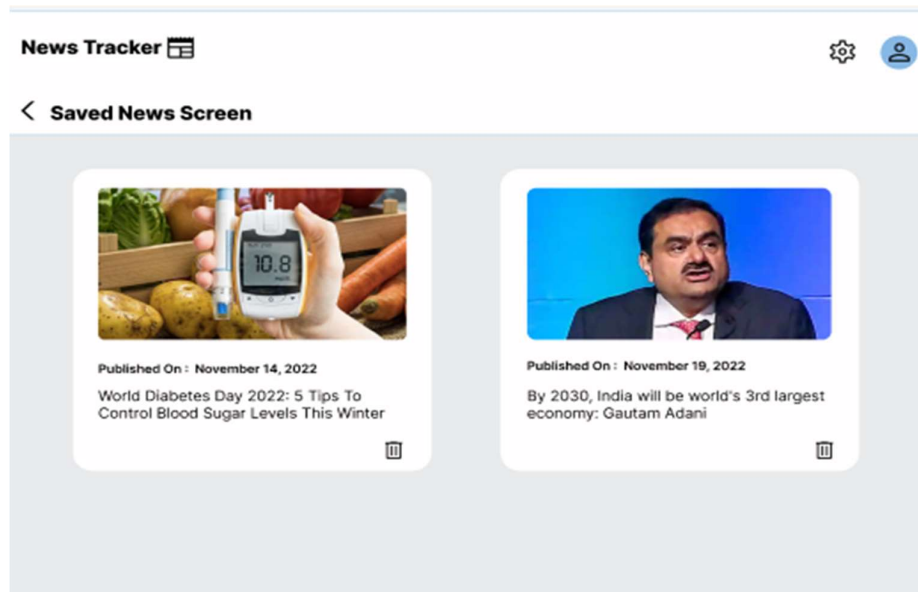 News Tracker
Saved News Screen
10.8
Published On : November 14, 2022
World Diabetes Day 2022: 5 Tips To
Control Blood Sugar Levels This Winter
Published On : November 19, 2022
By 2030, India will be world's 3rd largest
economy: Gautam Adani